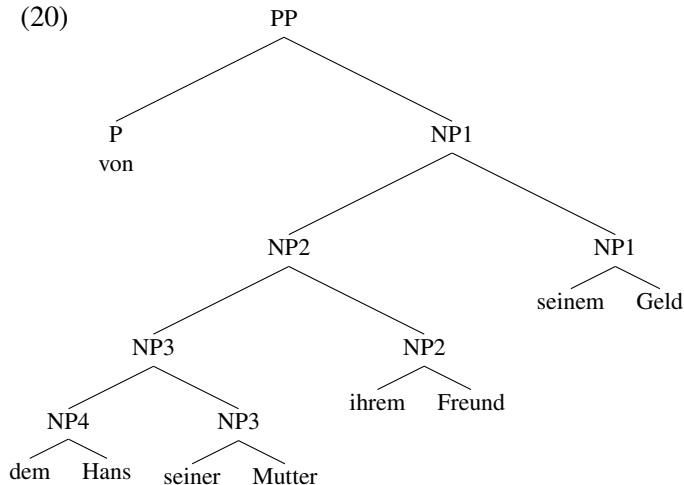 (20) PP
P NP1
von
NP2 NP1
seinem Geld
NP3 NP2
ihrem Freund
NP4 NP3
dem Hans seiner Mutter